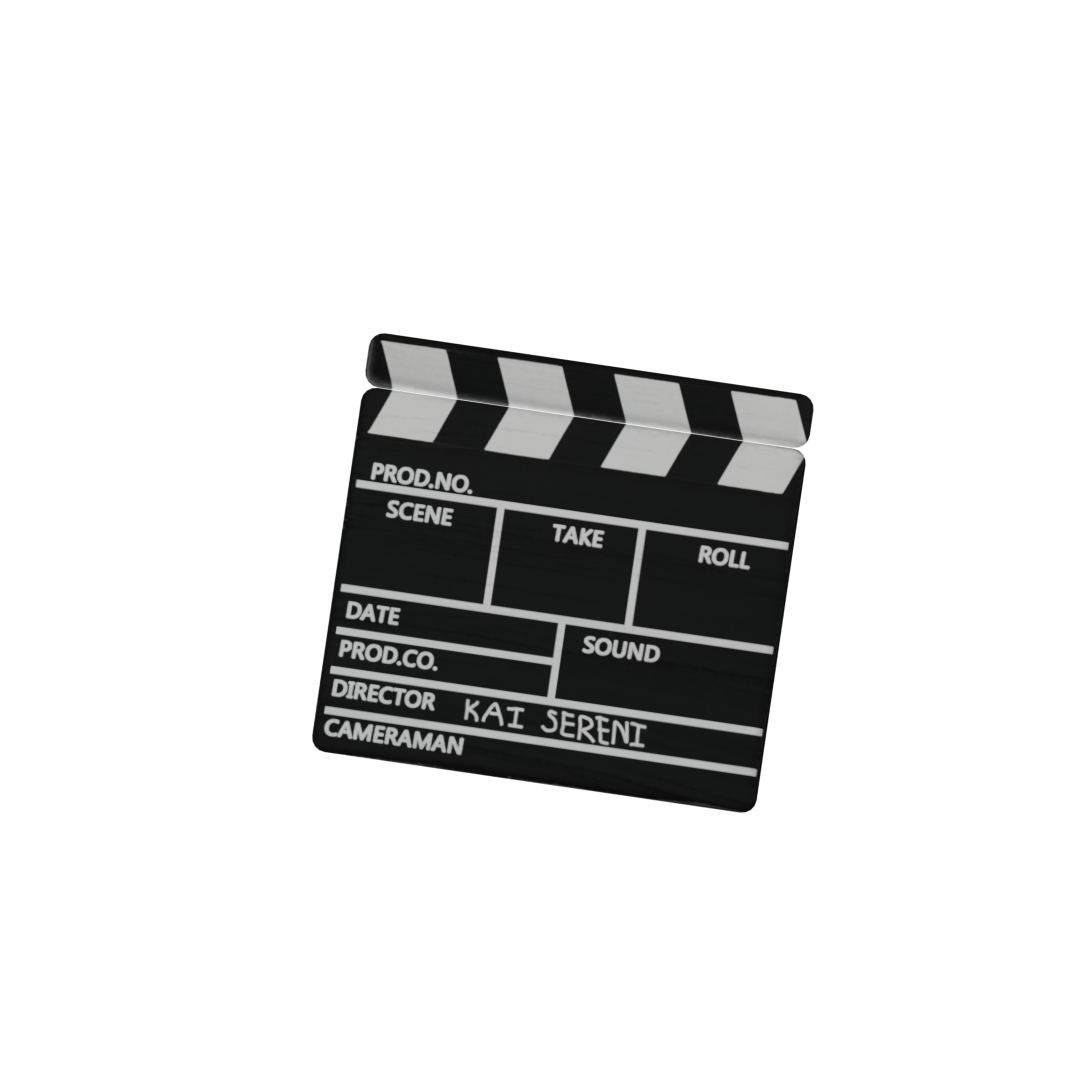 PROD.NO.
SCENE TAKE ROLL
DATE
SOUND
PROD.CO.
DIRECTOR KAI SERENI
CAMERAMAN